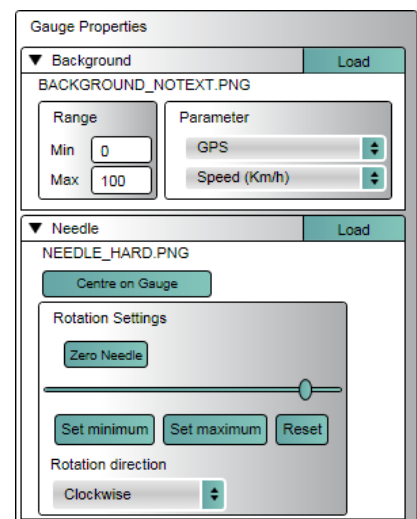 Gauge Properties
Background Load
BACKGROUND_NOTEXT.PNG
Range Parameter
Min 0 GPS
Max 100 Speed (Km/h)
Needle Load
NEEDLE_HARD.PNG
Centre on Gauge
Rotation Settings
Zero Needle
Set minimum Set maximum Reset
Rotation direction
Clockwise